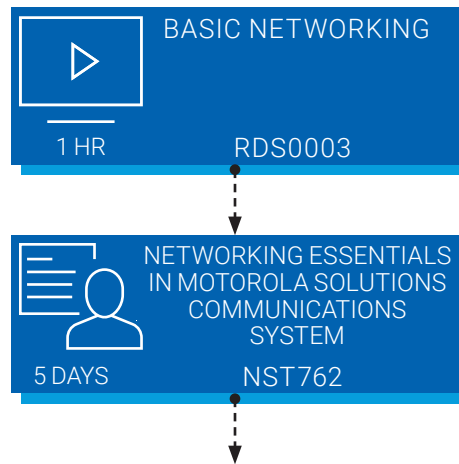 BASIC NETWORKING
1 HR
RDS0003
NETWORKING ESSENTIALS
IN MOTOROLA SOLUTIONS
COMMUNICATIONS
SYSTEM
5 DAYS
NST762